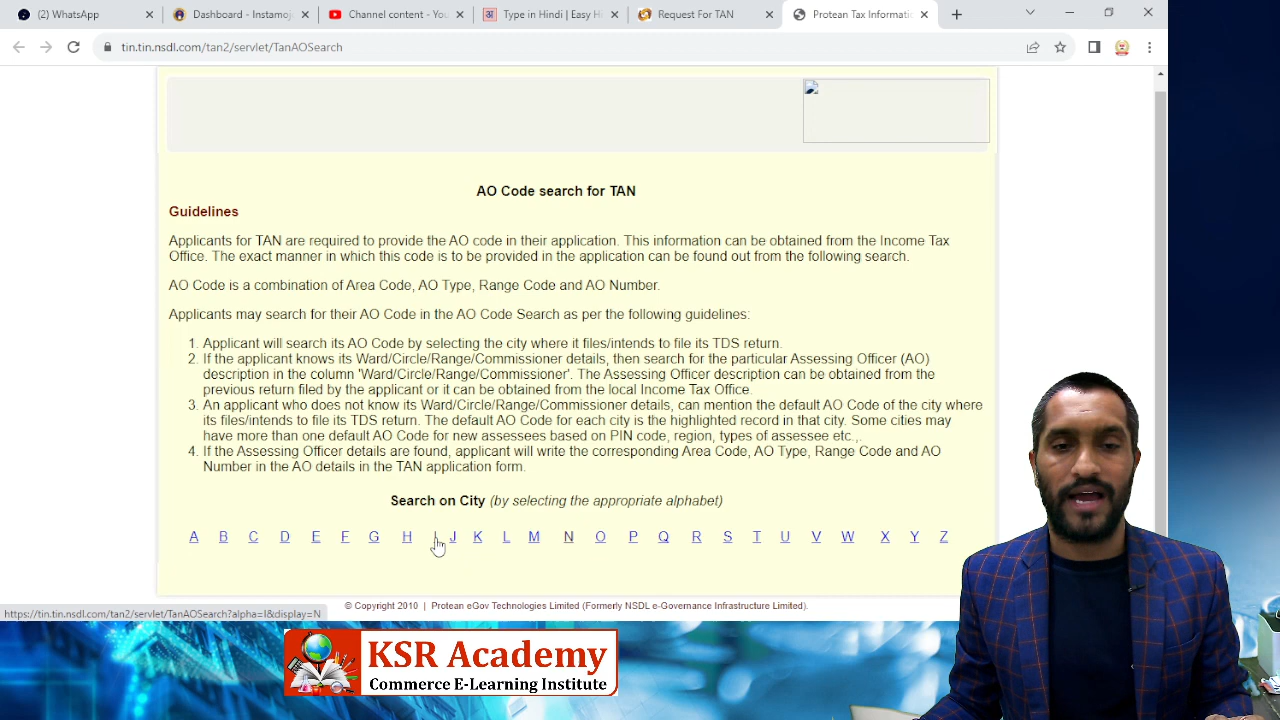 (2) WhatsApp
Dashboard - Instamoj
Channel content - You
Type in Hindi | Easy Hi
Request For TAN
Protean Tax Informatio
tin.tin.nsdl.com/tan2/servlet/TanAOSearch
AO Code search for TAN
Guidelines
Applicants for TAN are required to provide the AO code in their application. This information can be obtained from the Income Tax
Office. The exact manner in which this code is to be provided in the application can be found out from the following search.
AO Code is a combination of Area Code, AO Type, Range Code and AO Number.
Applicants may search for their AO Code in the AO Code Search as per the following guidelines:
1. Applicant will search its AO Code by selecting the city where it files/intends to file its TDS return.
2. If the applicant knows its Ward/Circle/Range/Commissioner details, then search for the particular Assessing Officer (AO)
description in the column 'Ward/Circle/Range/Commissioner'. The Assessing Officer description can be obtained from the
previous return filed by the applicant or it can be obtained from the local Income Tax Office.
3. An applicant who does not know its Ward/Circle/Range/Commissioner details, can mention the default AO Code of the city where
its files/intends to file its TDS return. The default AO Code for each city is the highlighted record in that city. Some cities may
have more than one default AO Code for new assessees based on PIN code, region, types of assessee etc.,.
4. If the Assessing Officer details are found, applicant will write the corresponding Area Code, AO Type, Range Code and AO
Number in the AO details in the TAN application form.
Search on City (by selecting the appropriate alphabet)
A B C D E F G H I J K L M N O P Q R S T U V W X Y Z
https://tin.tin.nsdl.com/tan2/servlet/TanAOSearch?alpha=I&display=N
© Copyright 2010 | Protean eGov Technologies Limited (Formerly NSDL e-Governance Infrastructure Limited).
KSR Academy
Commerce E-Learning Institute